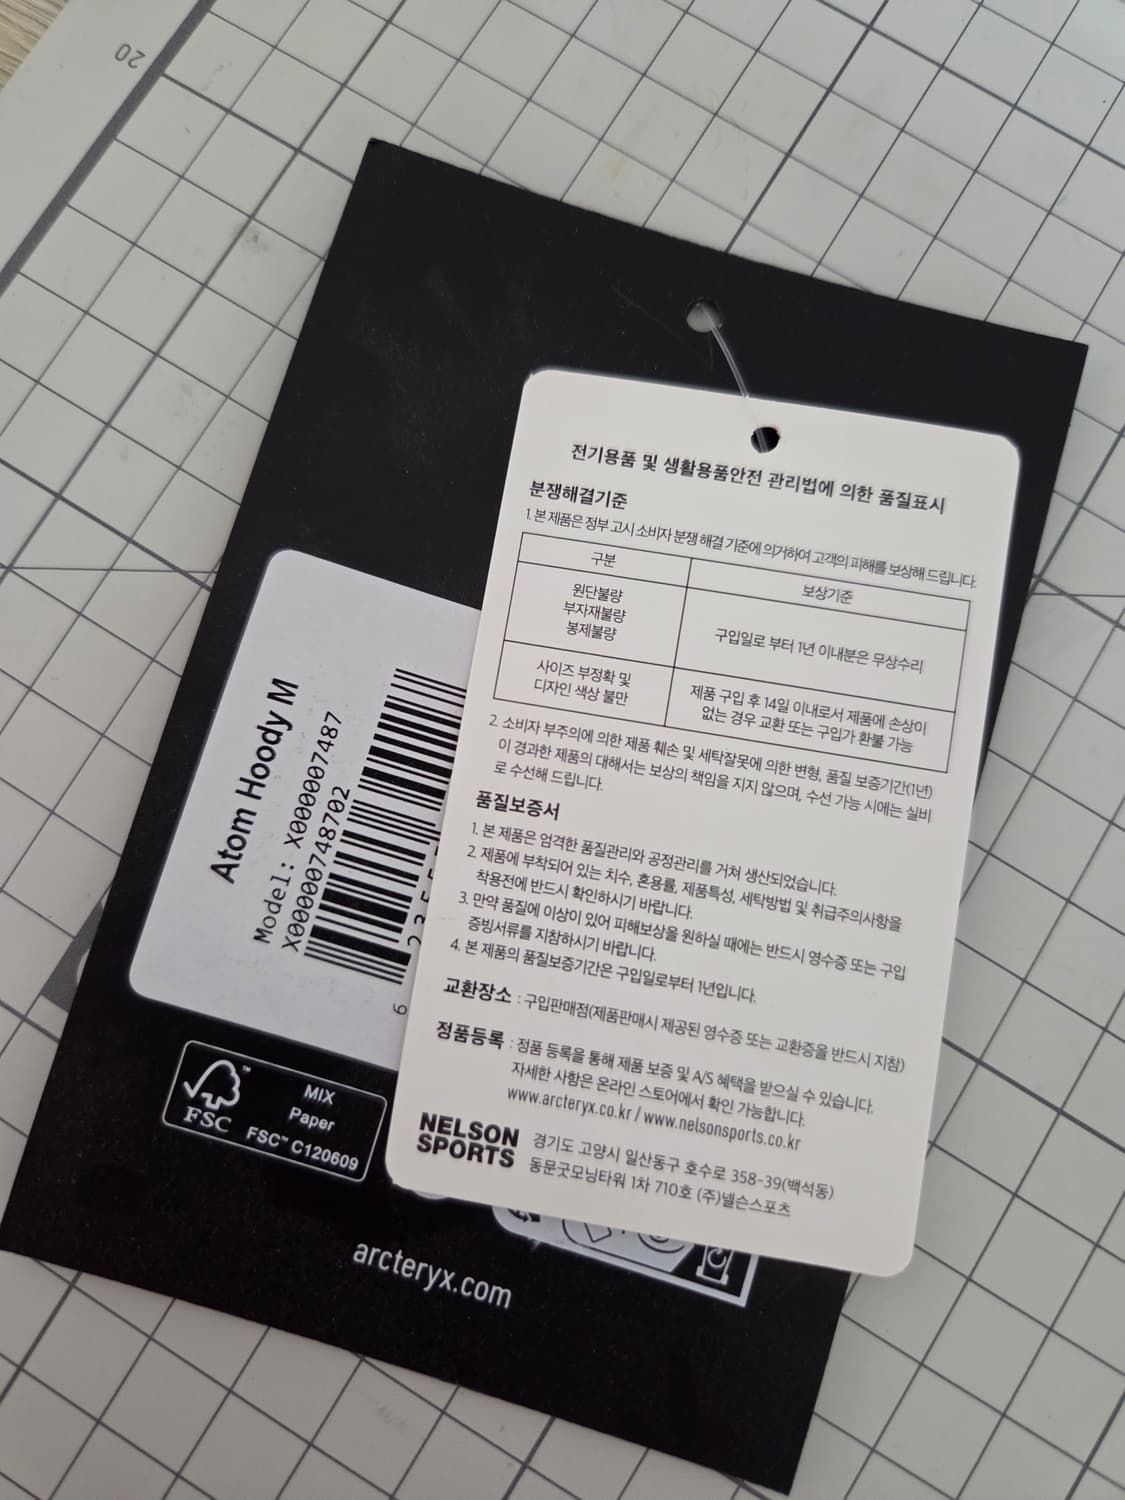 20
전기용품 및 생활용품안전 관리법에 의한 품질표시
분쟁해결기준
1. 본 제품은 정부 고시 소비자 분쟁 해결 기준에 의거하여 고객의 피해를 보상해 드립니다.
구분
보상기준
원단불량
부자재불량
봉제불량
구입일로 부터 1년 이내분은 무상수리
사이즈 부정확 및
디자인 색상 불만
제품 구입 후 14일 이내로서 제품에 손상이
없는 경우 교환 또는 구입가 환불 가능
2. 소비자 부주의에 의한 제품 훼손 및 세탁잘못에 의한 변형, 품질 보증기간(1년)
이 경과한 제품의 대해서는 보상의 책임을 지지 않으며, 수선 가능 시에는 실비
로 수선해 드립니다.
품질보증서
1. 본 제품은 엄격한 품질관리와 공정관리를 거쳐 생산되었습니다.
2. 제품에 부착되어 있는 치수, 혼용률, 제품특성, 세탁방법 및 취급주의사항을
착용전에 반드시 확인하시기 바랍니다.
3. 만약 품질에 이상이 있어 피해보상을 원하실 때에는 반드시 영수증 또는 구입
증빙서류를 지참하시기 바랍니다.
4. 본 제품의 품질보증기간은 구입일로부터 1년입니다.
교환장소 : 구입판매점(제품판매시 제공된 영수증 또는 교환증을 반드시 지참)
정품등록 : 정품 등록을 통해 제품 보증 및 A/S 혜택을 받으실 수 있습니다.
자세한 사항은 온라인 스토어에서 확인 가능합니다.
www.arcteryx.co.kr / www.nelsonsports.co.kr
NELSON
SPORTS
경기도 고양시 일산동구 호수로 358-39(백석동)
동문굿모닝타워 1차 710호 (주)넬슨스포츠
Atom Hoody M
Model: X000007487
X00000748702
6
FSC™
MIX
Paper
FSC™ C120609
arcteryx.com